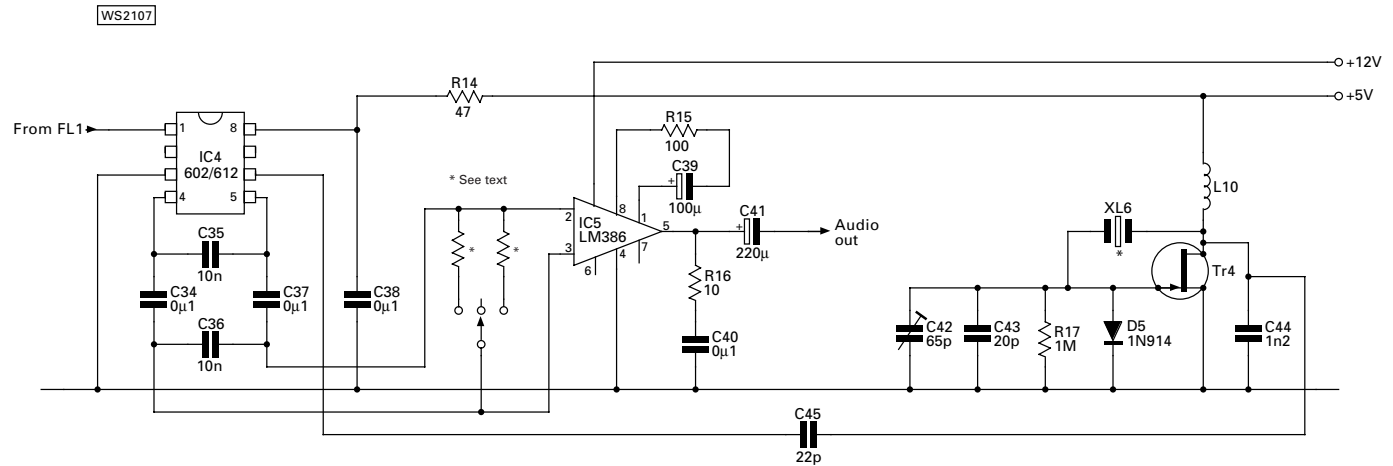 WS2107
+12V
+5V
R14
47
From FL1
1
8
IC4
602/612
4
5
* See text
R15
100
C39
+
100µ
8
1
2
IC5
LM386
3
4
7
6
5
C41
+
220µ
Audio
out
R16
10
C40
0µ1
C35
10n
C34
0µ1
C37
0µ1
C38
0µ1
C36
10n
*
*
L10
XL6
*
Tr4
C42
65p
C43
20p
R17
1M
D5
1N914
C44
1n2
C45
22p